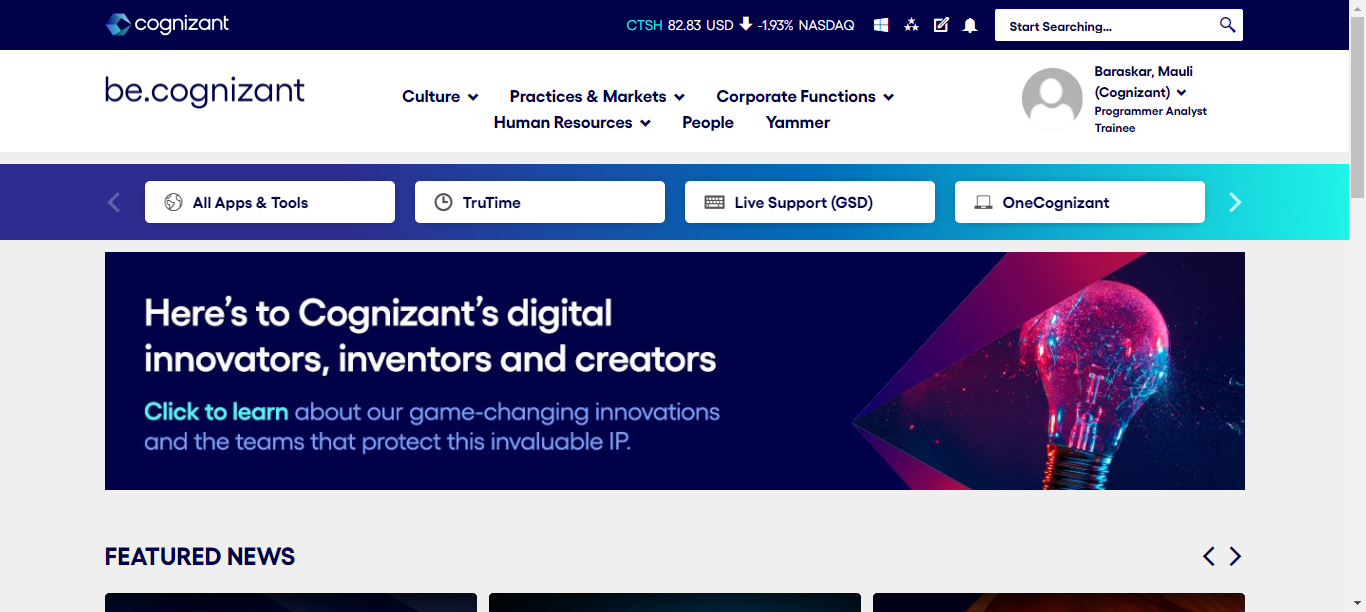 cognizant
CTSH 82.83 USD -1.93% NASDAQ
Start Searching...
be.cognizant
Culture Practices & Markets Corporate Functions
Human Resources People Yammer
Baraskar, Mauli
(Cognizant)
Programmer Analyst
Trainee
All Apps & Tools
TruTime
Live Support (GSD)
OneCognizant
Here's to Cognizant's digital
innovators, inventors and creators
Click to learn about our game-changing innovations
and the teams that protect this invaluable IP.
FEATURED NEWS